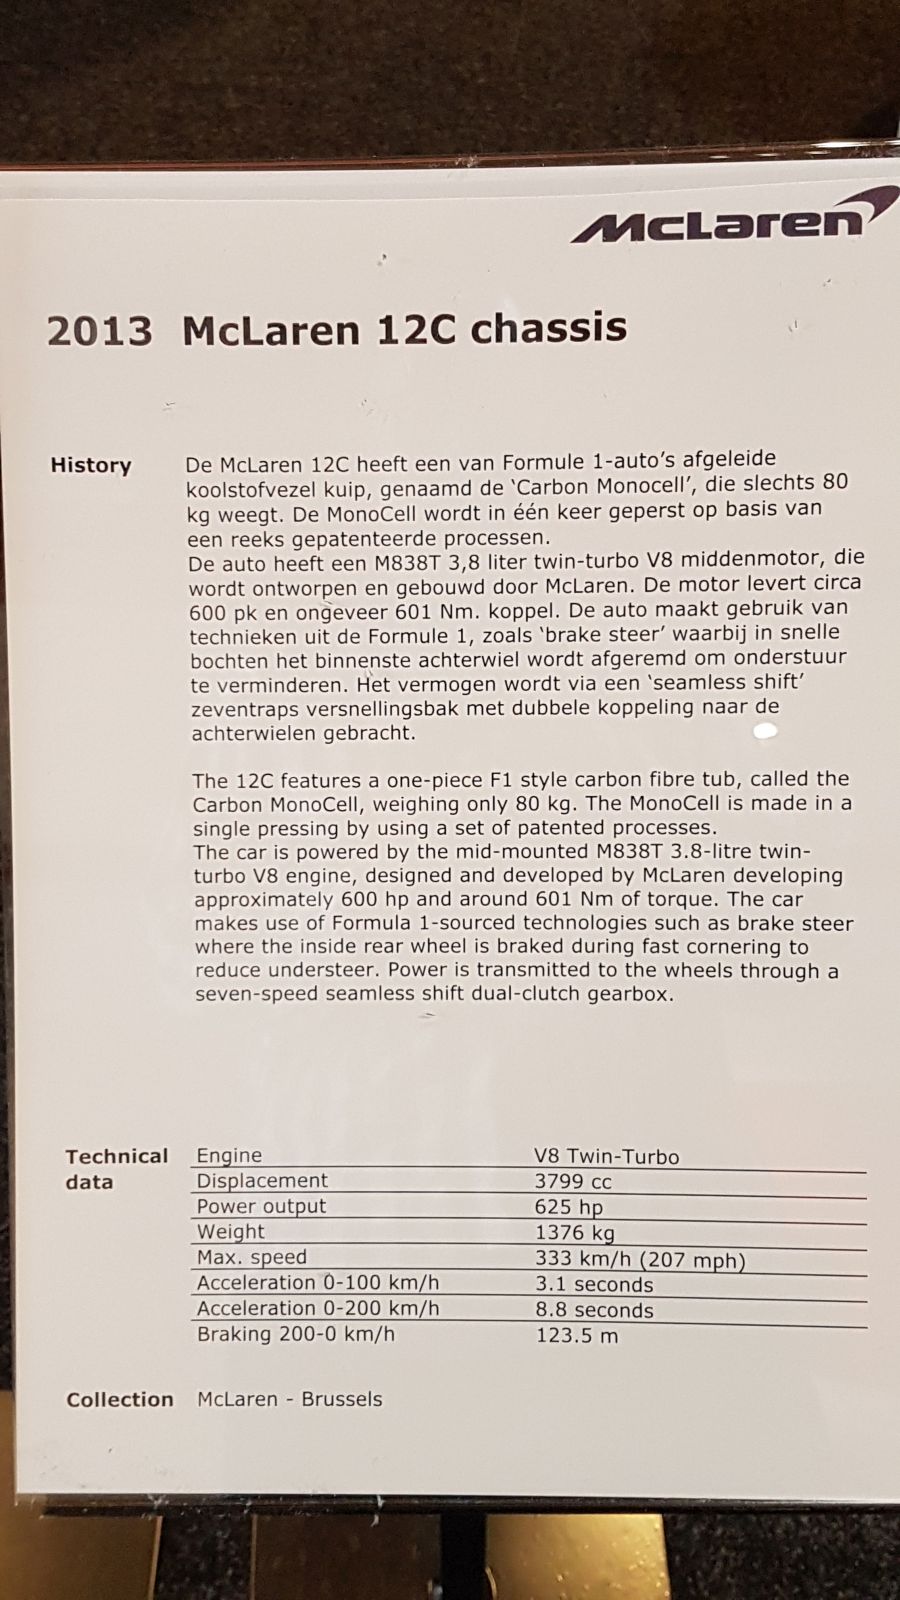 McLaren
2013 McLaren 12C chassis
History
De McLaren 12C heeft een van Formule 1-auto's afgeleide
koolstofvezel kuip, genaamd de 'Carbon Monocell', die slechts 80
kg weegt. De MonoCell wordt in één keer geperst op basis van
een reeks gepatenteerde processen.
De auto heeft een M838T 3,8 liter twin-turbo V8 middenmotor, die
wordt ontworpen en gebouwd door McLaren. De motor levert circa
600 pk en ongeveer 601 Nm. koppel. De auto maakt gebruik van
technieken uit de Formule 1, zoals 'brake steer' waarbij in snelle
bochten het binnenste achterwiel wordt afgeremd om onderstuur
te verminderen. Het vermogen wordt via een 'seamless shift'
zeventraps versnellingsbak met dubbele koppeling naar de
achterwielen gebracht.
The 12C features a one-piece F1 style carbon fibre tub, called the
Carbon MonoCell, weighing only 80 kg. The MonoCell is made in a
single pressing by using a set of patented processes.
The car is powered by the mid-mounted M838T 3.8-litre twin-
turbo V8 engine, designed and developed by McLaren developing
approximately 600 hp and around 601 Nm of torque. The car
makes use of Formula 1-sourced technologies such as brake steer
where the inside rear wheel is braked during fast cornering to
reduce understeer. Power is transmitted to the wheels through a
seven-speed seamless shift dual-clutch gearbox.
Technical data
Engine V8 Twin-Turbo
Displacement 3799 cc
Power output 625 hp
Weight 1376 kg
Max. speed 333 km/h (207 mph)
Acceleration 0-100 km/h 3.1 seconds
Acceleration 0-200 km/h 8.8 seconds
Braking 200-0 km/h 123.5 m
Collection McLaren - Brussels